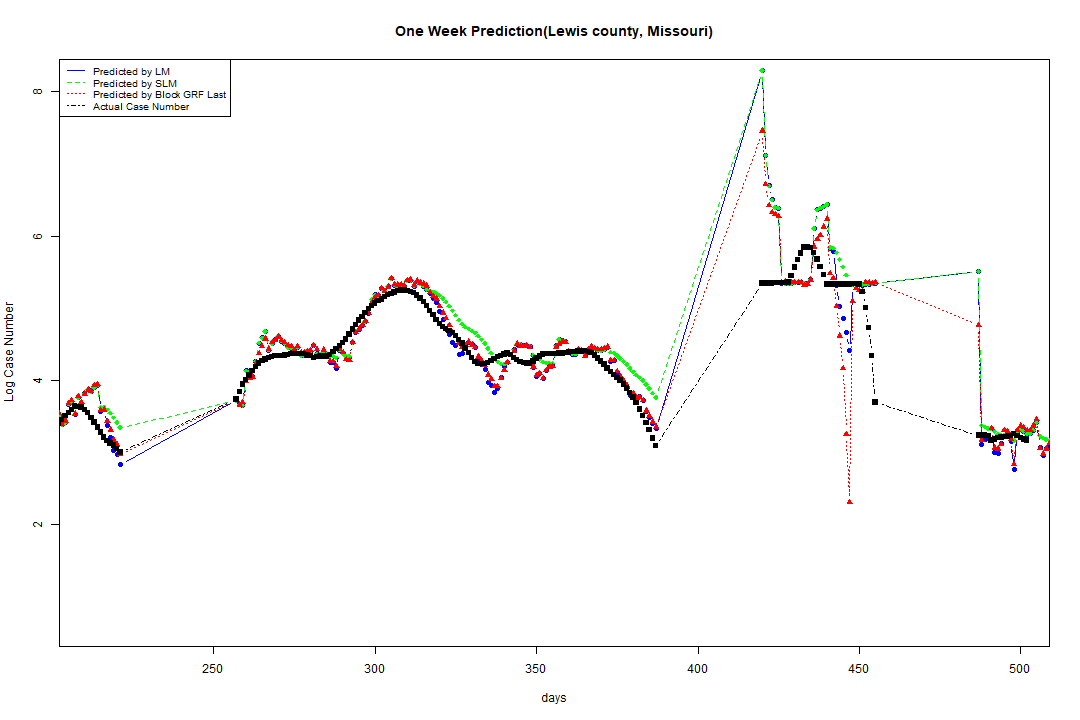 One Week Prediction(Lewis county, Missouri)
Predicted by LM
Predicted by SLM
Predicted by Block GRF Last
Actual Case Number
8
6
4
2
Log Case Number
250 300 350 400 450 500
days